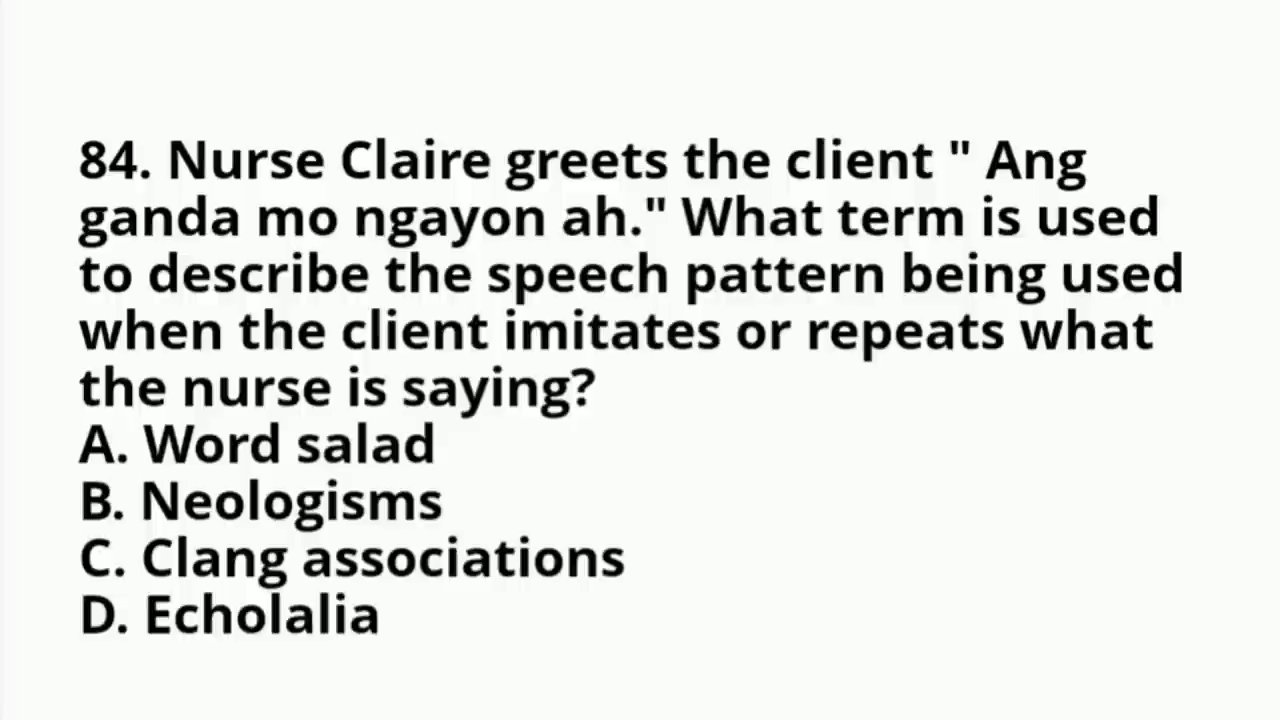 84. Nurse Claire greets the client " Ang
ganda mo ngayon ah." What term is used
to describe the speech pattern being used
when the client imitates or repeats what
the nurse is saying?
A. Word salad
B. Neologisms
C. Clang associations
D. Echolalia